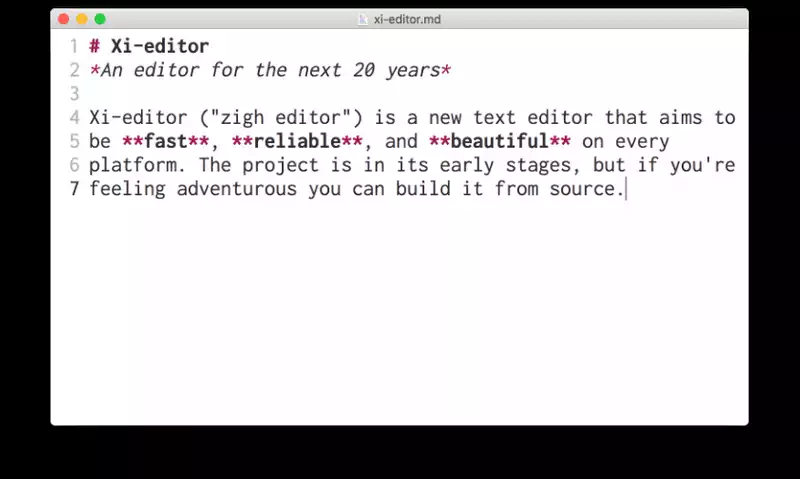 xi-editor.md
1 # Xi-editor
2 *An editor for the next 20 years*
3
4 Xi-editor ("zigh editor") is a new text editor that aims to
5 be **fast**, **reliable**, and **beautiful** on every
6 platform. The project is in its early stages, but if you're
7 feeling adventurous you can build it from source.